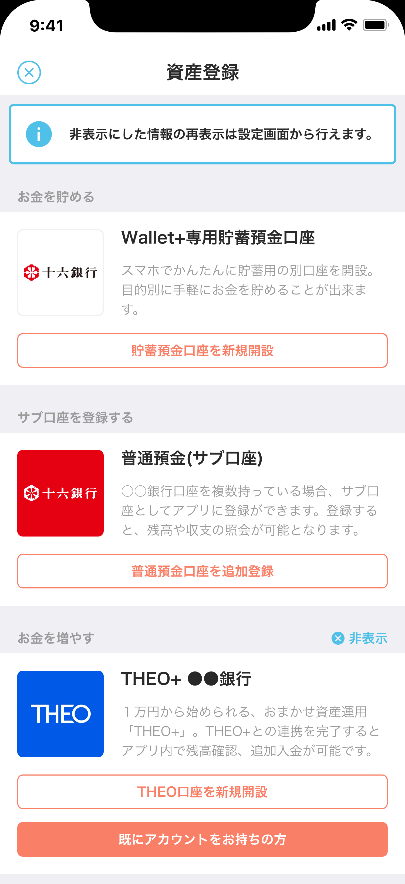 9:41
資産登録
非表示にした情報の再表示は設定画面から行えます。
お金を貯める
十六銀行
Wallet+専用貯蓄預金口座
スマホでかんたんに貯蓄用の別口座を開設。
目的別に手軽にお金を貯めることが出来ま
す。
貯蓄預金口座を新規開設
サブ口座を登録する
十六銀行
普通預金(サブ口座)
○○銀行口座を複数持っている場合、サブ口
座としてアプリに登録ができます。登録する
と、残高や収支の照会が可能となります。
普通預金口座を追加登録
お金を増やす
非表示
THEO
THEO+ ●●銀行
１万円から始められる、おまかせ資産運用
「THEO+」。THEO+との連携を完了すると
アプリ内で残高確認、追加入金が可能です。
THEO口座を新規開設
既にアカウントをお持ちの方